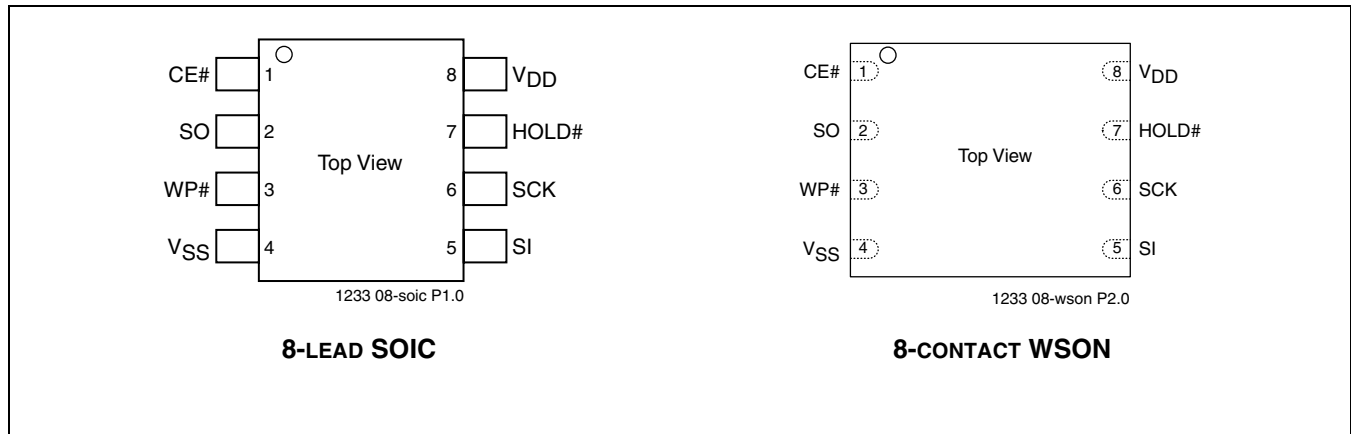 CE# 1 8 VDD
SO 2 7 HOLD#
Top View
WP# 3 6 SCK
VSS 4 5 SI
1233 08-soic P1.0
8-LEAD SOIC
CE# 1 8 VDD
SO 2 7 HOLD#
Top View
WP# 3 6 SCK
VSS 4 5 SI
1233 08-wson P2.0
8-CONTACT WSON